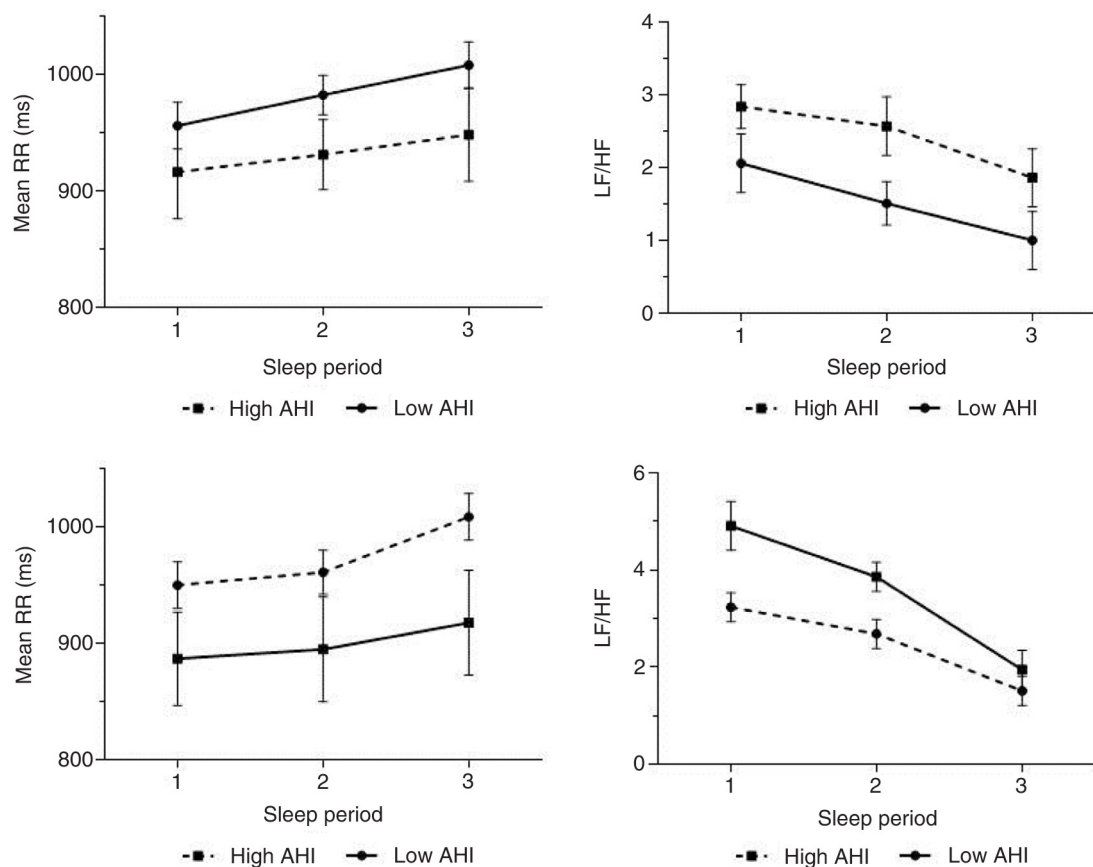 Mean RR (ms)
1000
900
800
1 2 3
Sleep period
High AHI Low AHI
LF/HF
4
3
2
1
0
1 2 3
Sleep period
High AHI Low AHI
Mean RR (ms)
1000
900
800
1 2 3
Sleep period
High AHI Low AHI
LF/HF
6
4
2
0
1 2 3
Sleep period
High AHI Low AHI